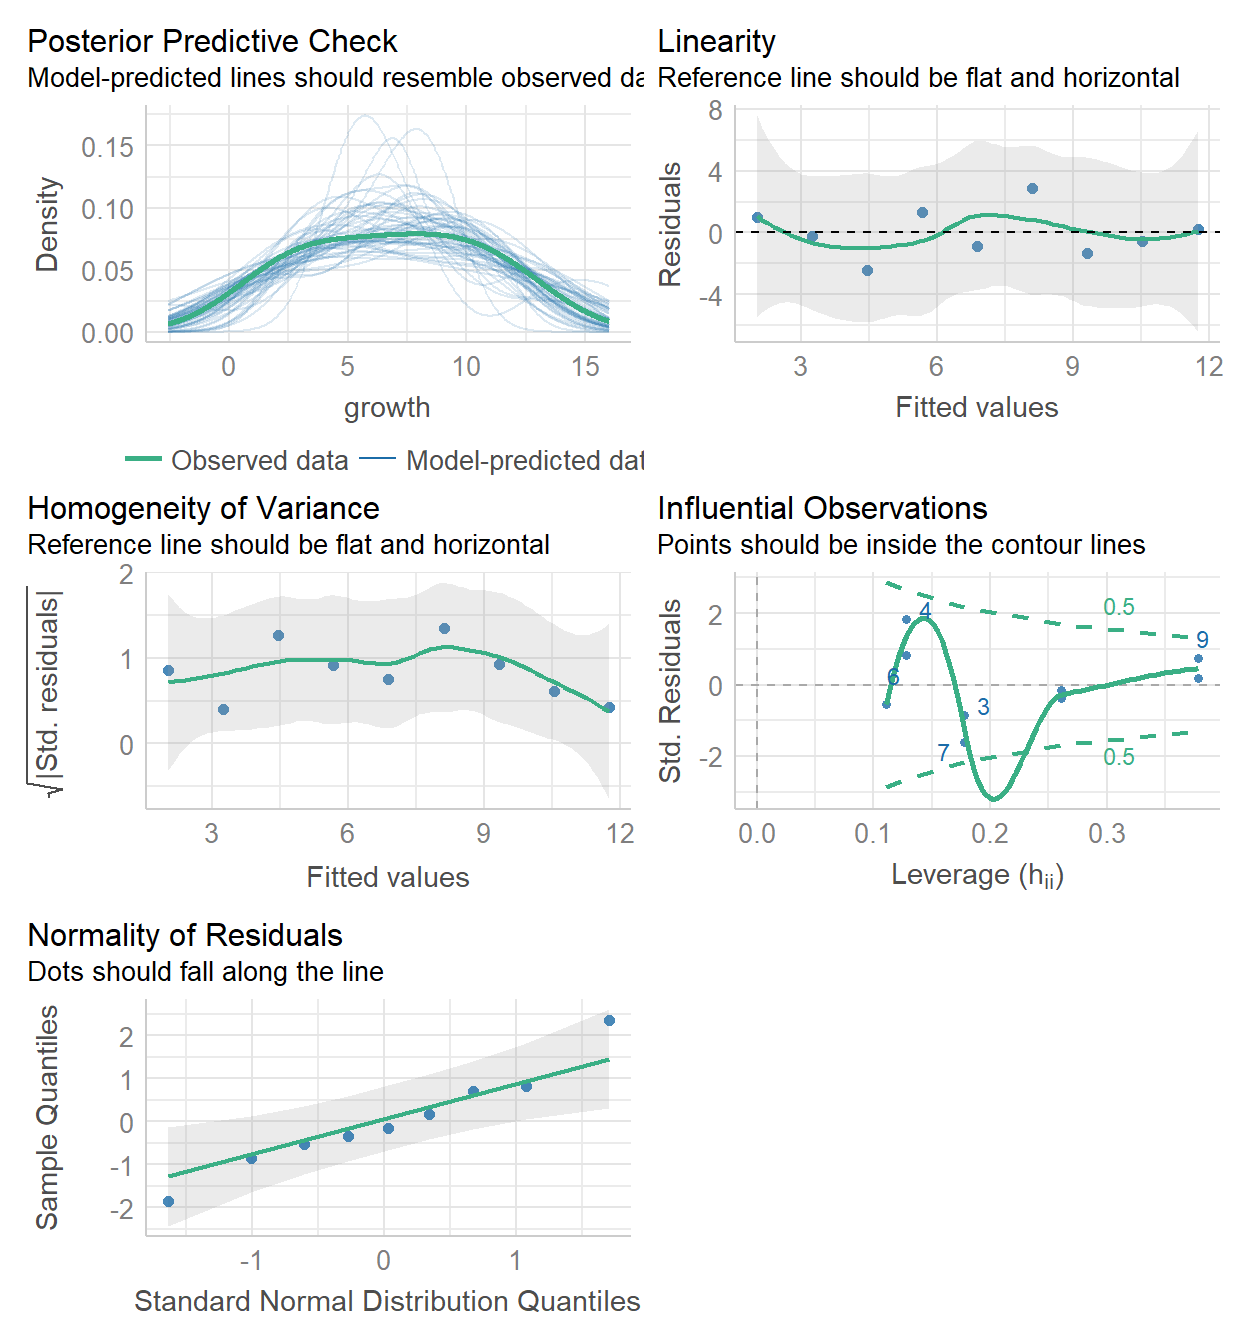 Posterior Predictive Check
Model-predicted lines should resemble observed da
0.15
0.10
0.05
0.00
Density
0 5 10 15
growth
Observed data Model-predicted dat
Linearity
Reference line should be flat and horizontal
8
4
0
-4
Residuals
3 6 9 12
Fitted values
Homogeneity of Variance
Reference line should be flat and horizontal
2
1
0
√|Std. residuals|
3 6 9 12
Fitted values
Influential Observations
Points should be inside the contour lines
2
0
-2
Std. Residuals
0.5
4
9
6
3
7
0.5
0.0 0.1 0.2 0.3
Leverage (hii)
Normality of Residuals
Dots should fall along the line
2
1
0
-1
-2
Sample Quantiles
-1 0 1
Standard Normal Distribution Quantiles